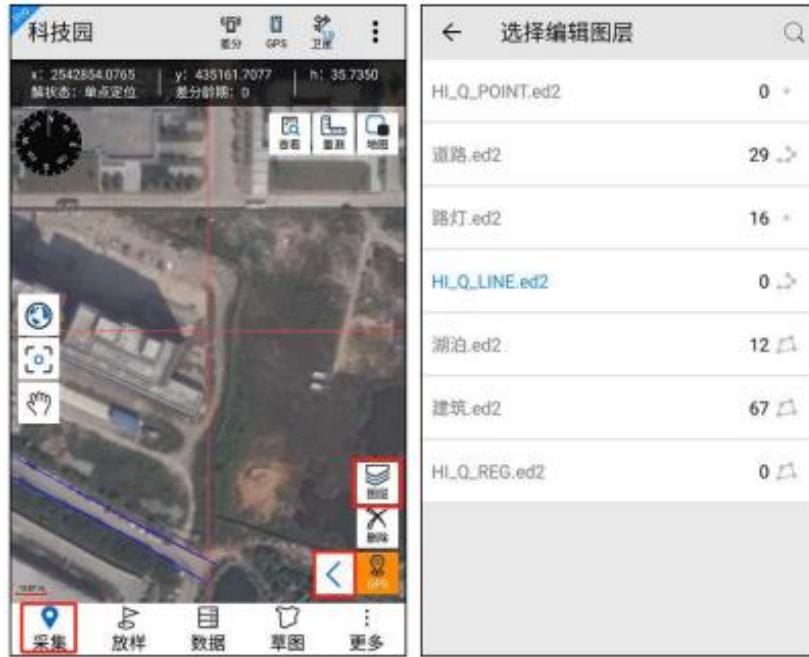 科技园
差分
GPS
卫星
x: 2542854.0765
y: 435161.7077
h: 35.7350
解状态: 单点定位
差分龄期: 0
查看
量测
地图
图层
删除
GPS
采集
放样
数据
草图
更多
选择编辑图层
HI_Q_POINT.ed2 0
道路.ed2 29
路灯.ed2 16
HI_Q_LINE.ed2 0
湖泊.ed2 12
建筑.ed2 67
HI_Q_REG.ed2 0